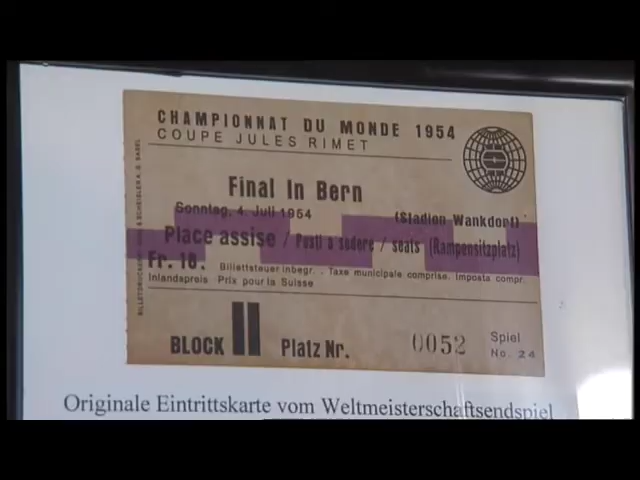 CHAMPIONNAT DU MONDE 1954
COUPE JULES RIMET
Final in Bern
Sonntag, 4. Juli 1954
(Stadion Wankdorf)
Place assise / Posti a sedere / seats (Rampensitzplatz)
Fr. 18. Billettsteuer inbegr. . Taxe municipale comprise. Imposta compr.
Inlandspreis Prix pour la Suisse
BLOCK II Platz Nr. 0052 Spiel
No. 24
Originale Eintrittskarte vom Weltmeisterschaftsendspiel